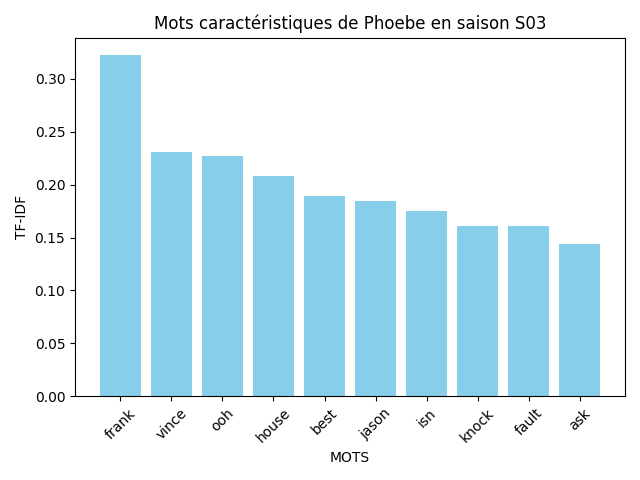 Mots caractéristiques de Phoebe en saison S03
TF-IDF
0.30
0.25
0.20
0.15
0.10
0.05
0.00
frank
vince
ooh
house
best
jason
isn
knock
fault
ask
MOTS